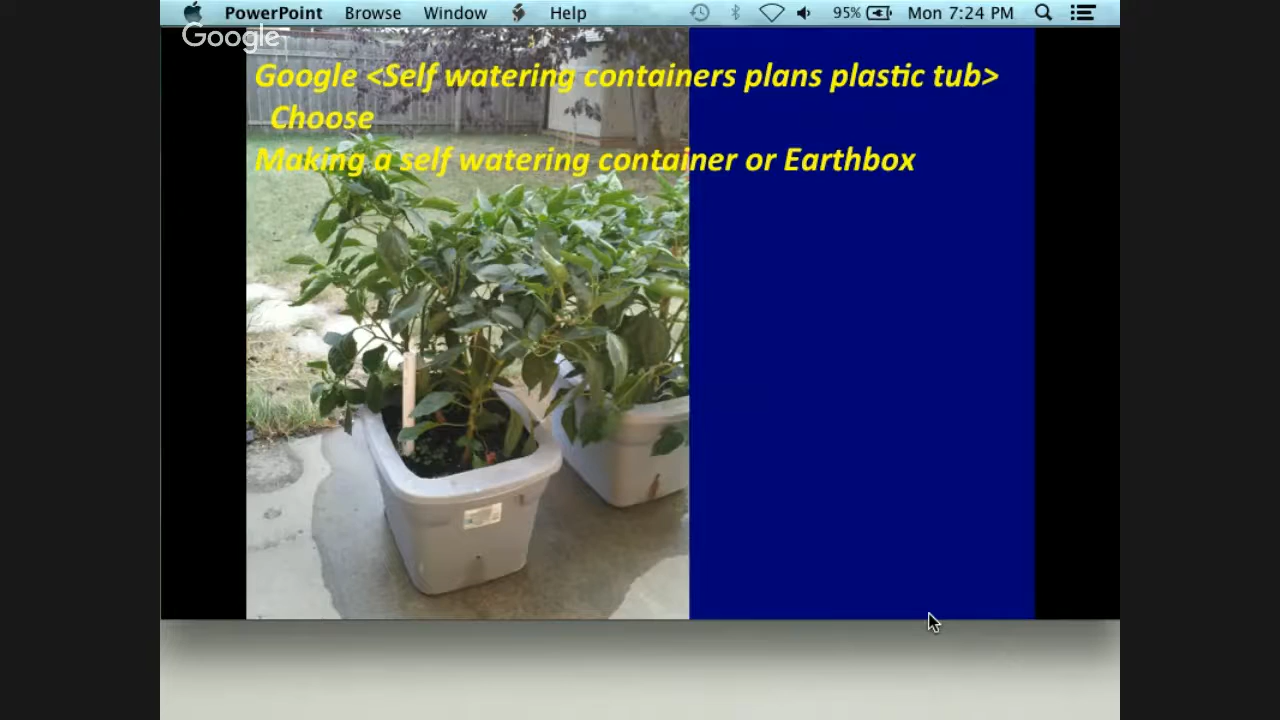 PowerPoint Browse Window Help 95% Mon 7:24 PM
Google
Google <Self watering containers plans plastic tub>
Choose
Making a self watering container or Earthbox